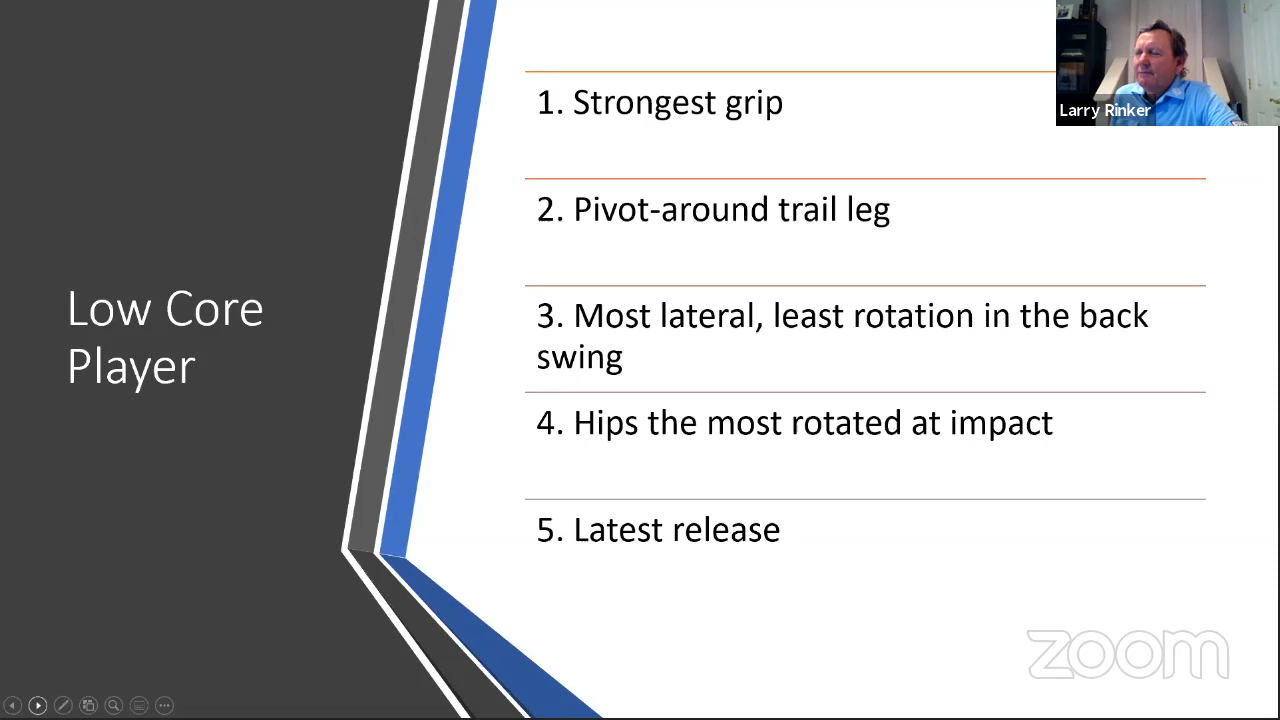 Low Core
Player
1. Strongest grip
2. Pivot-around trail leg
3. Most lateral, least rotation in the back
swing
4. Hips the most rotated at impact
5. Latest release
Larry Rinker
zoom